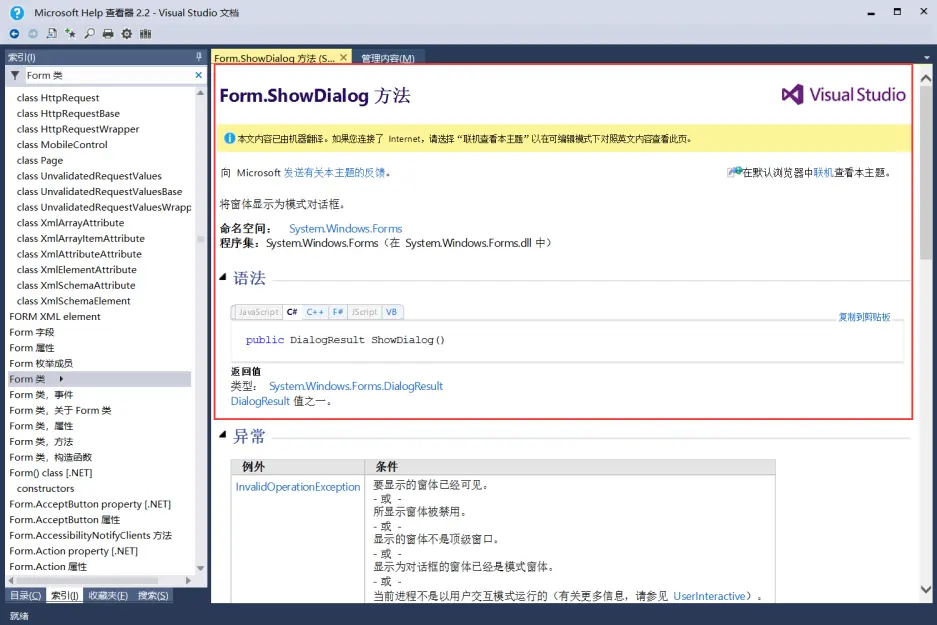 Microsoft Help 查看器 2.2 - Visual Studio 文档
索引(I)
Form 类
class HttpRequest
class HttpRequestBase
class HttpRequestWrapper
class MobileControl
class Page
class UnvalidatedRequestValues
class UnvalidatedRequestValuesBase
class UnvalidatedRequestValuesWrapp
class XmlArrayAttribute
class XmlArrayItemAttribute
class XmlAttributeAttribute
class XmlElementAttribute
class XmlSchemaAttribute
class XmlSchemaElement
FORM XML element
Form 字段
Form 属性
Form 枚举成员
Form 类
Form 类，事件
Form 类，关于 Form 类
Form 类，属性
Form 类，方法
Form 类，构造函数
Form() class [.NET]
constructors
Form.AcceptButton property [.NET]
Form.AcceptButton 属性
Form.AccessibilityNotifyClients 方法
Form.Action property [.NET]
Form.Action 属性
目录(C) 索引(I) 收藏夹(F) 搜索(S)
就绪
Form.ShowDialog 方法 (S... 管理内容(M)
Form.ShowDialog 方法
Visual Studio
本文内容已由机器翻译。如果您连接了 Internet，请选择“联机查看本主题”以在可编辑模式下对照英文内容查看此页。
向 Microsoft 发送有关本主题的反馈。
在默认浏览器中联机查看本主题。
将窗体显示为模式对话框。
命名空间： System.Windows.Forms
程序集：System.Windows.Forms（在 System.Windows.Forms.dll 中）
语法
JavaScript C# C++ F# JScript VB
复制到剪贴板
public DialogResult ShowDialog()
返回值
类型： System.Windows.Forms.DialogResult
DialogResult 值之一。
异常
例外 条件
InvalidOperationException 要显示的窗体已经可见。
- 或 -
所显示窗体被禁用。
- 或 -
显示的窗体不是顶级窗口。
- 或 -
显示为对话框的窗体已经是模式窗体。
- 或 -
当前进程不是以用户交互模式运行的（有关更多信息，请参见 UserInteractive）。